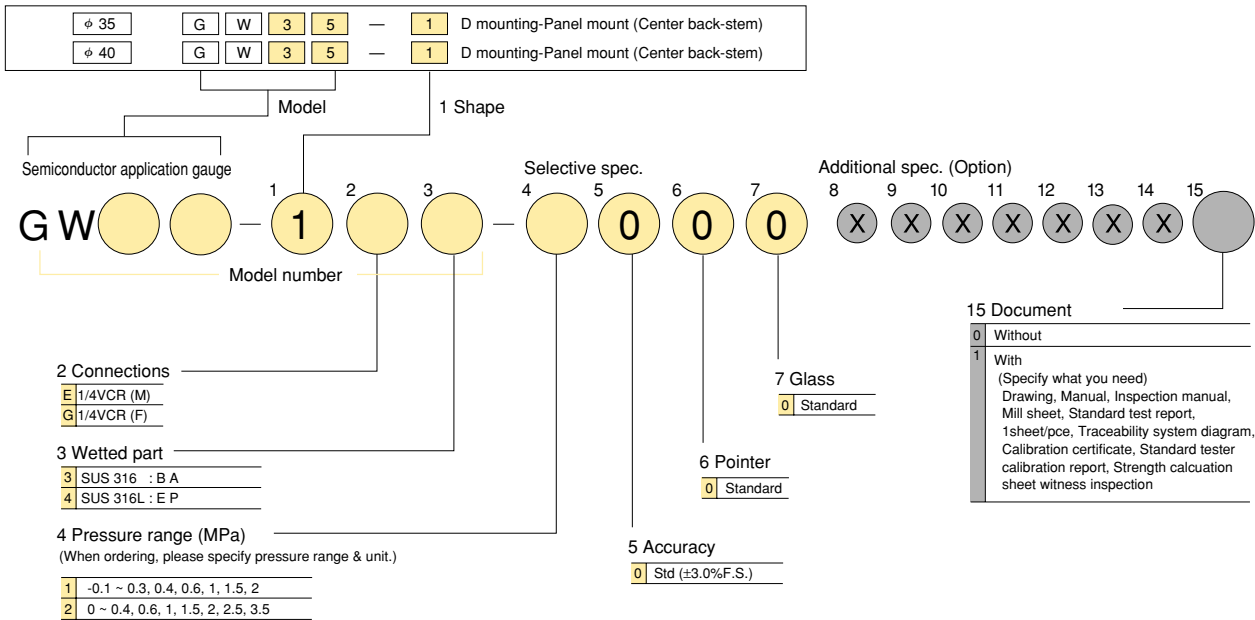 φ 35 G W 3 5 — 1 D mounting-Panel mount (Center back-stem)
φ 40 G W 3 5 — 1 D mounting-Panel mount (Center back-stem)
Model
1 Shape
Semiconductor application gauge
Selective spec.
Additional spec. (Option)
1 2 3 4 5 6 7 8 9 10 11 12 13 14 15
G W — 1 — 0 0 0 X X X X X X X
Model number
2 Connections
E 1/4VCR (M)
G 1/4VCR (F)
3 Wetted part
3 SUS 316 : B A
4 SUS 316L : E P
4 Pressure range (MPa)
(When ordering, please specify pressure range & unit.)
1 -0.1 ~ 0.3, 0.4, 0.6, 1, 1.5, 2
2 0 ~ 0.4, 0.6, 1, 1.5, 2, 2.5, 3.5
5 Accuracy
0 Std (±3.0%F.S.)
6 Pointer
0 Standard
7 Glass
0 Standard
15 Document
0 Without
1 With
(Specify what you need)
Drawing, Manual, Inspection manual,
Mill sheet, Standard test report,
1sheet/pce, Traceability system diagram,
Calibration certificate, Standard tester
calibration report, Strength calcuation
sheet witness inspection